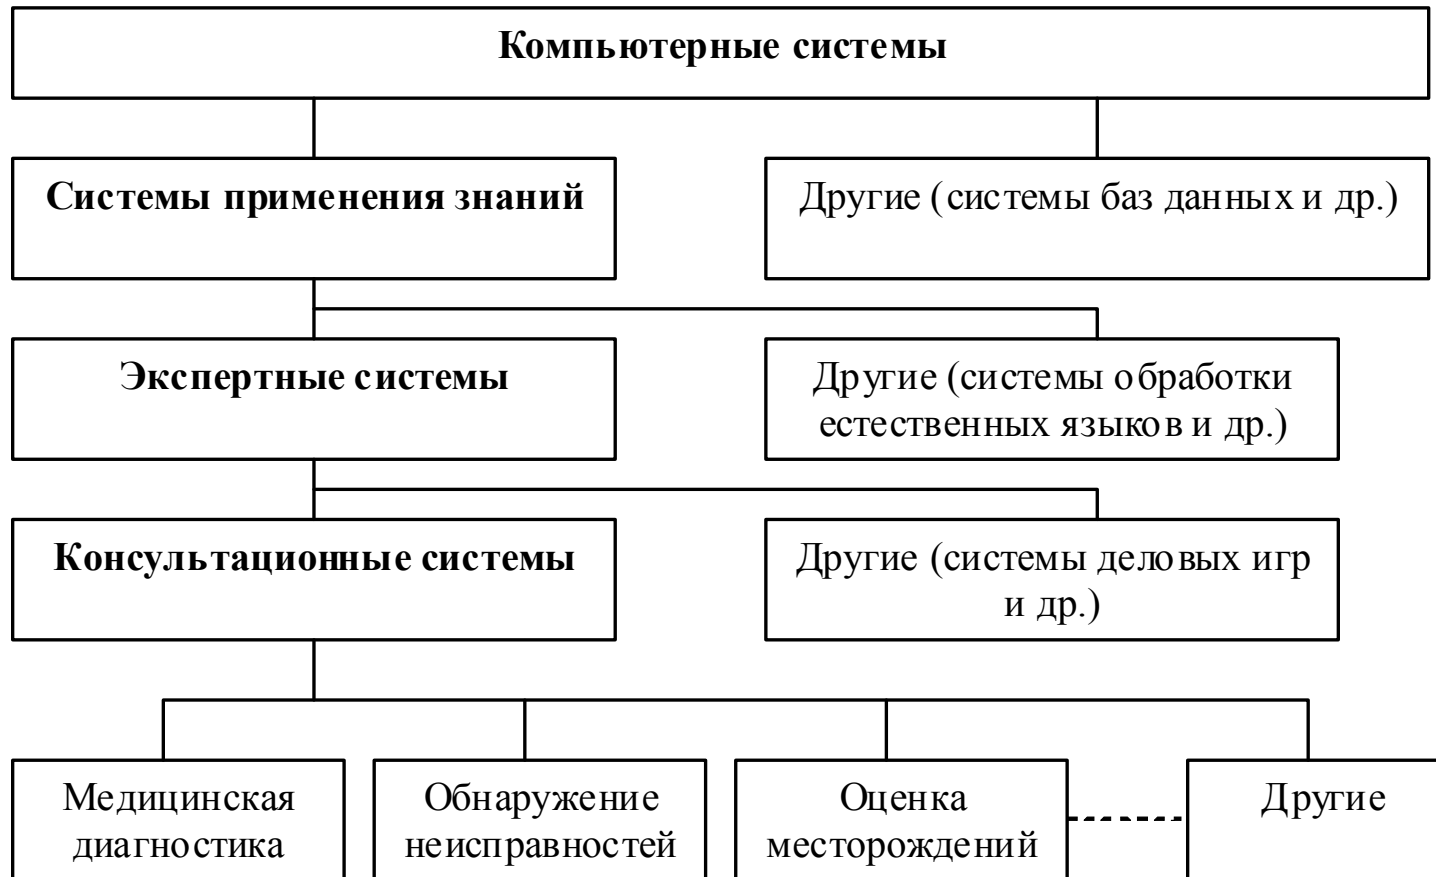 Компьютерные системы
Системы применения знаний
Другие (системы баз данных и др.)
Экспертные системы
Другие (системы обработки
естественных языков и др.)
Консультационные системы
Другие (системы деловых игр
и др.)
Медицинская
диагностика
Обнаружение
неисправностей
Оценка
месторождений
Другие